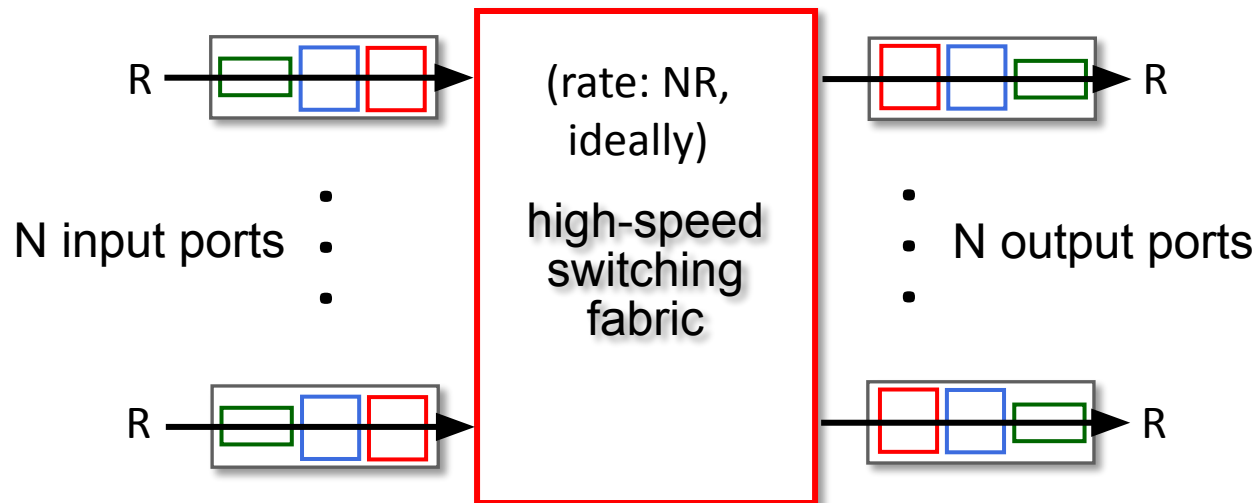 R
(rate: NR,
ideally)
R
N input ports
high-speed
switching
fabric
N output ports
R
R